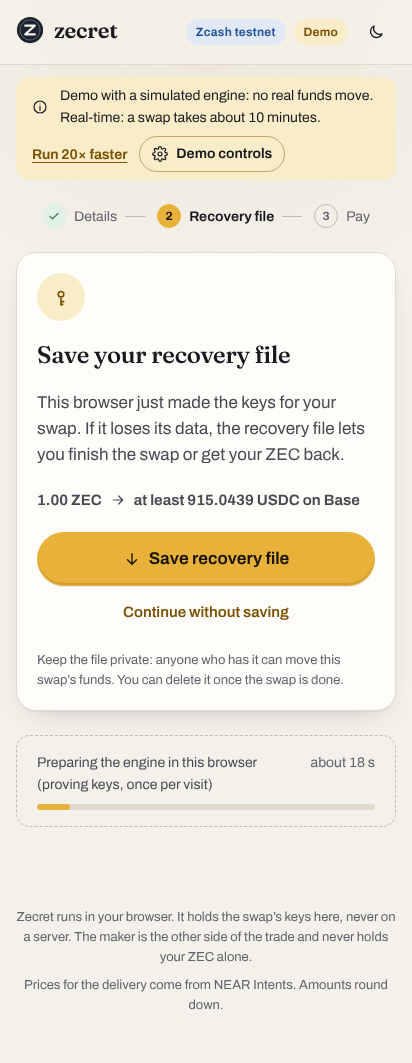 zecret
Zcash testnet
Demo
Demo with a simulated engine: no real funds move.
Real-time: a swap takes about 10 minutes.
Run 20× faster
Demo controls
Details
2 Recovery file
3 Pay
Save your recovery file
This browser just made the keys for your
swap. If it loses its data, the recovery file lets
you finish the swap or get your ZEC back.
1.00 ZEC → at least 915.0439 USDC on Base
Save recovery file
Continue without saving
Keep the file private: anyone who has it can move this
swap’s funds. You can delete it once the swap is done.
Preparing the engine in this browser
(proving keys, once per visit)
about 18 s
Zecret runs in your browser. It holds the swap’s keys here, never on
a server. The maker is the other side of the trade and never holds
your ZEC alone.
Prices for the delivery come from NEAR Intents. Amounts round
down.